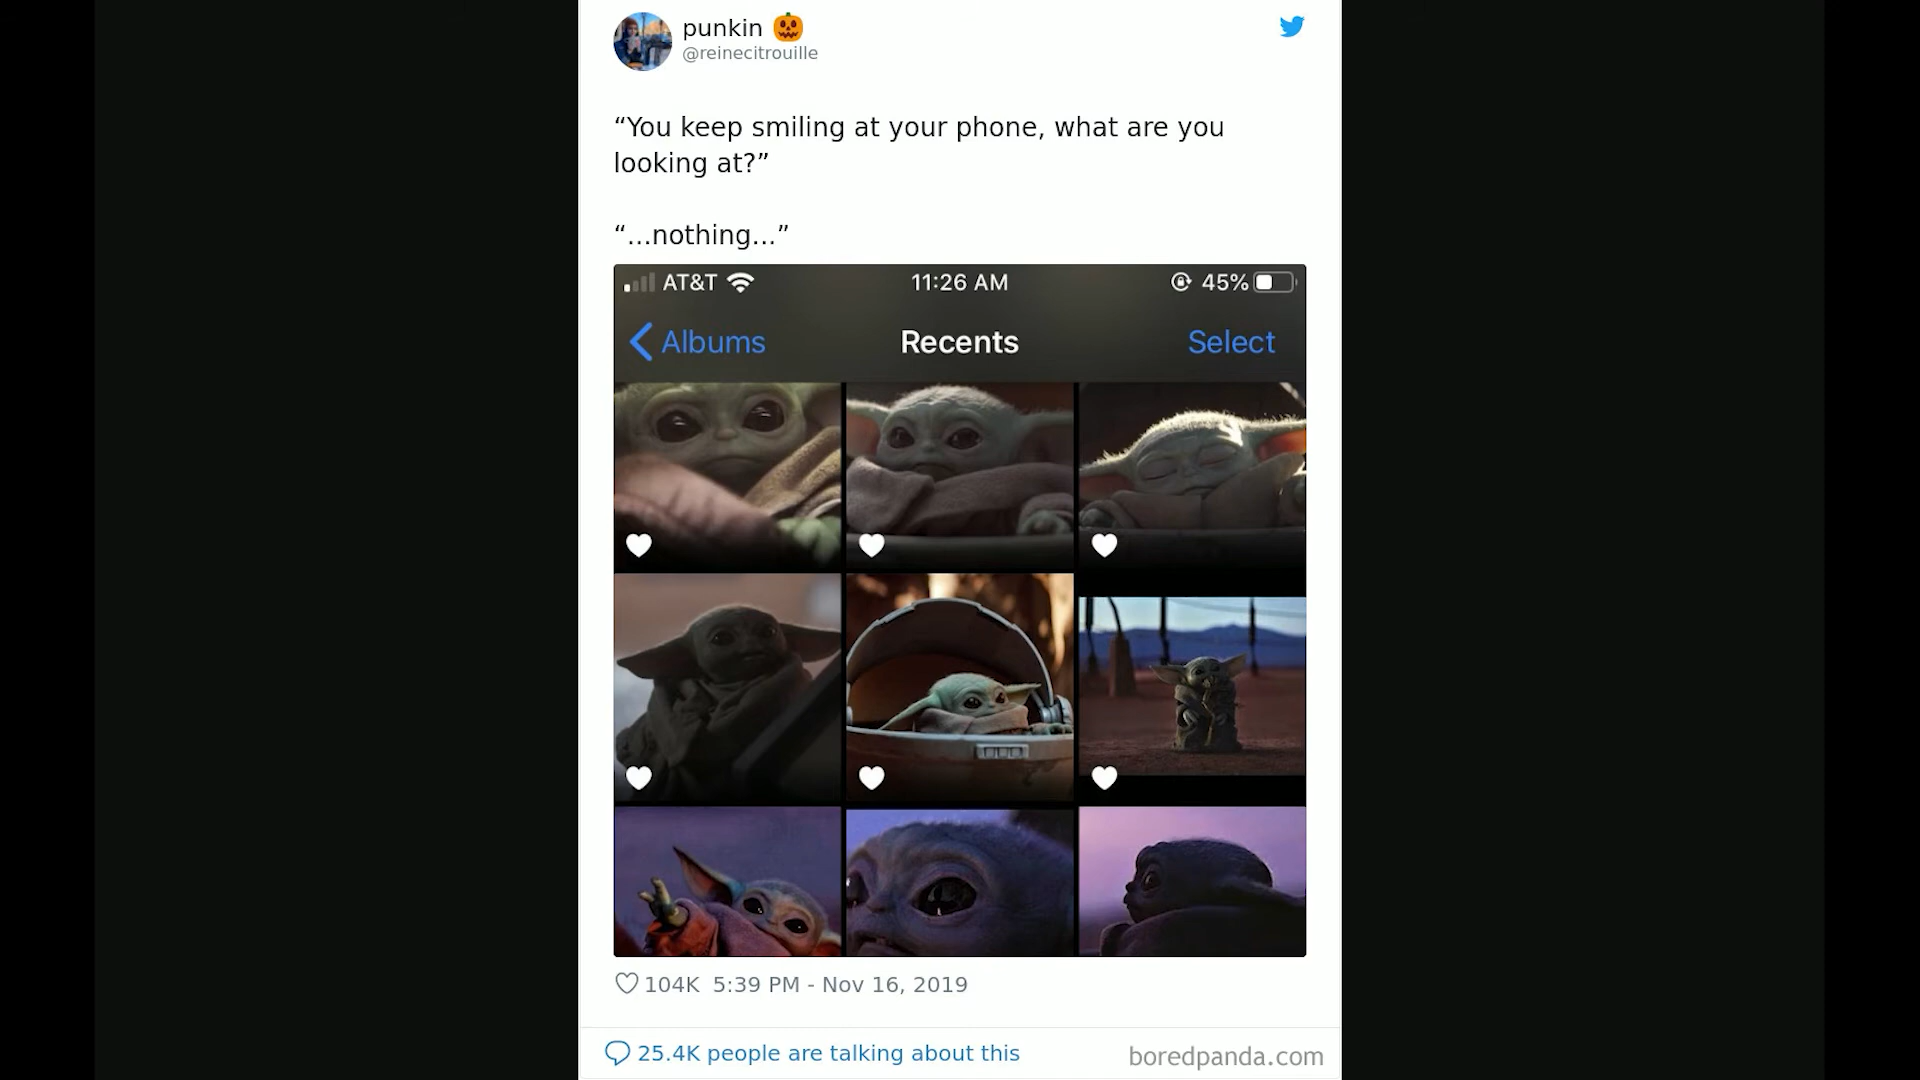 punkin 🎃
@reinecitrouille
“You keep smiling at your phone, what are you
looking at?”
“...nothing...”
AT&T 11:26 AM 45%
Albums Recents Select
104K 5:39 PM - Nov 16, 2019
25.4K people are talking about this
boredpanda.com